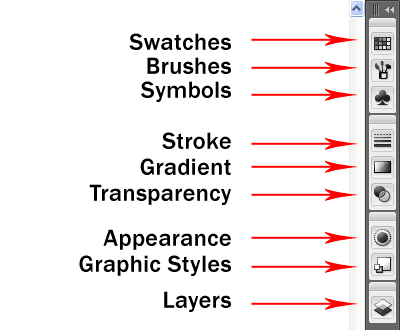 Swatches
Brushes
Symbols
Stroke
Gradient
Transparency
Appearance
Graphic Styles
Layers